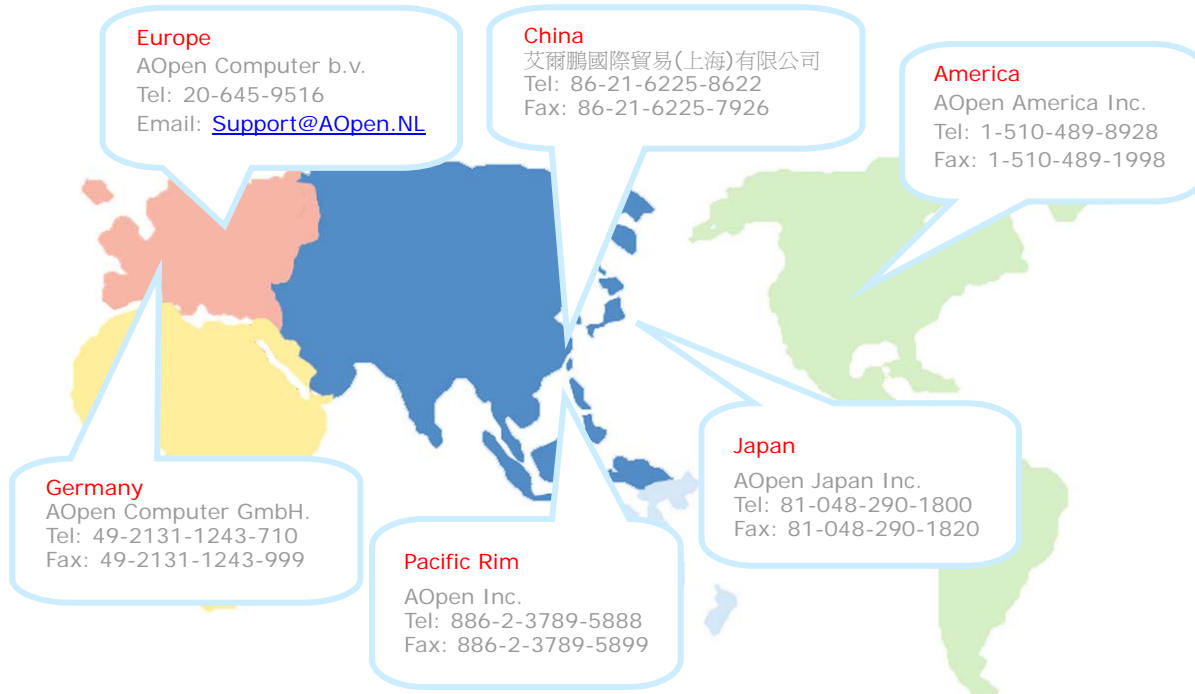 Europe
AOpen Computer b.v.
Tel: 20-645-9516
Email: Support@AOpen.NL
China
艾爾鵬國際貿易(上海)有限公司
Tel: 86-21-6225-8622
Fax: 86-21-6225-7926
America
AOpen America Inc.
Tel: 1-510-489-8928
Fax: 1-510-489-1998
Germany
AOpen Computer GmbH.
Tel: 49-2131-1243-710
Fax: 49-2131-1243-999
Pacific Rim
AOpen Inc.
Tel: 886-2-3789-5888
Fax: 886-2-3789-5899
Japan
AOpen Japan Inc.
Tel: 81-048-290-1800
Fax: 81-048-290-1820